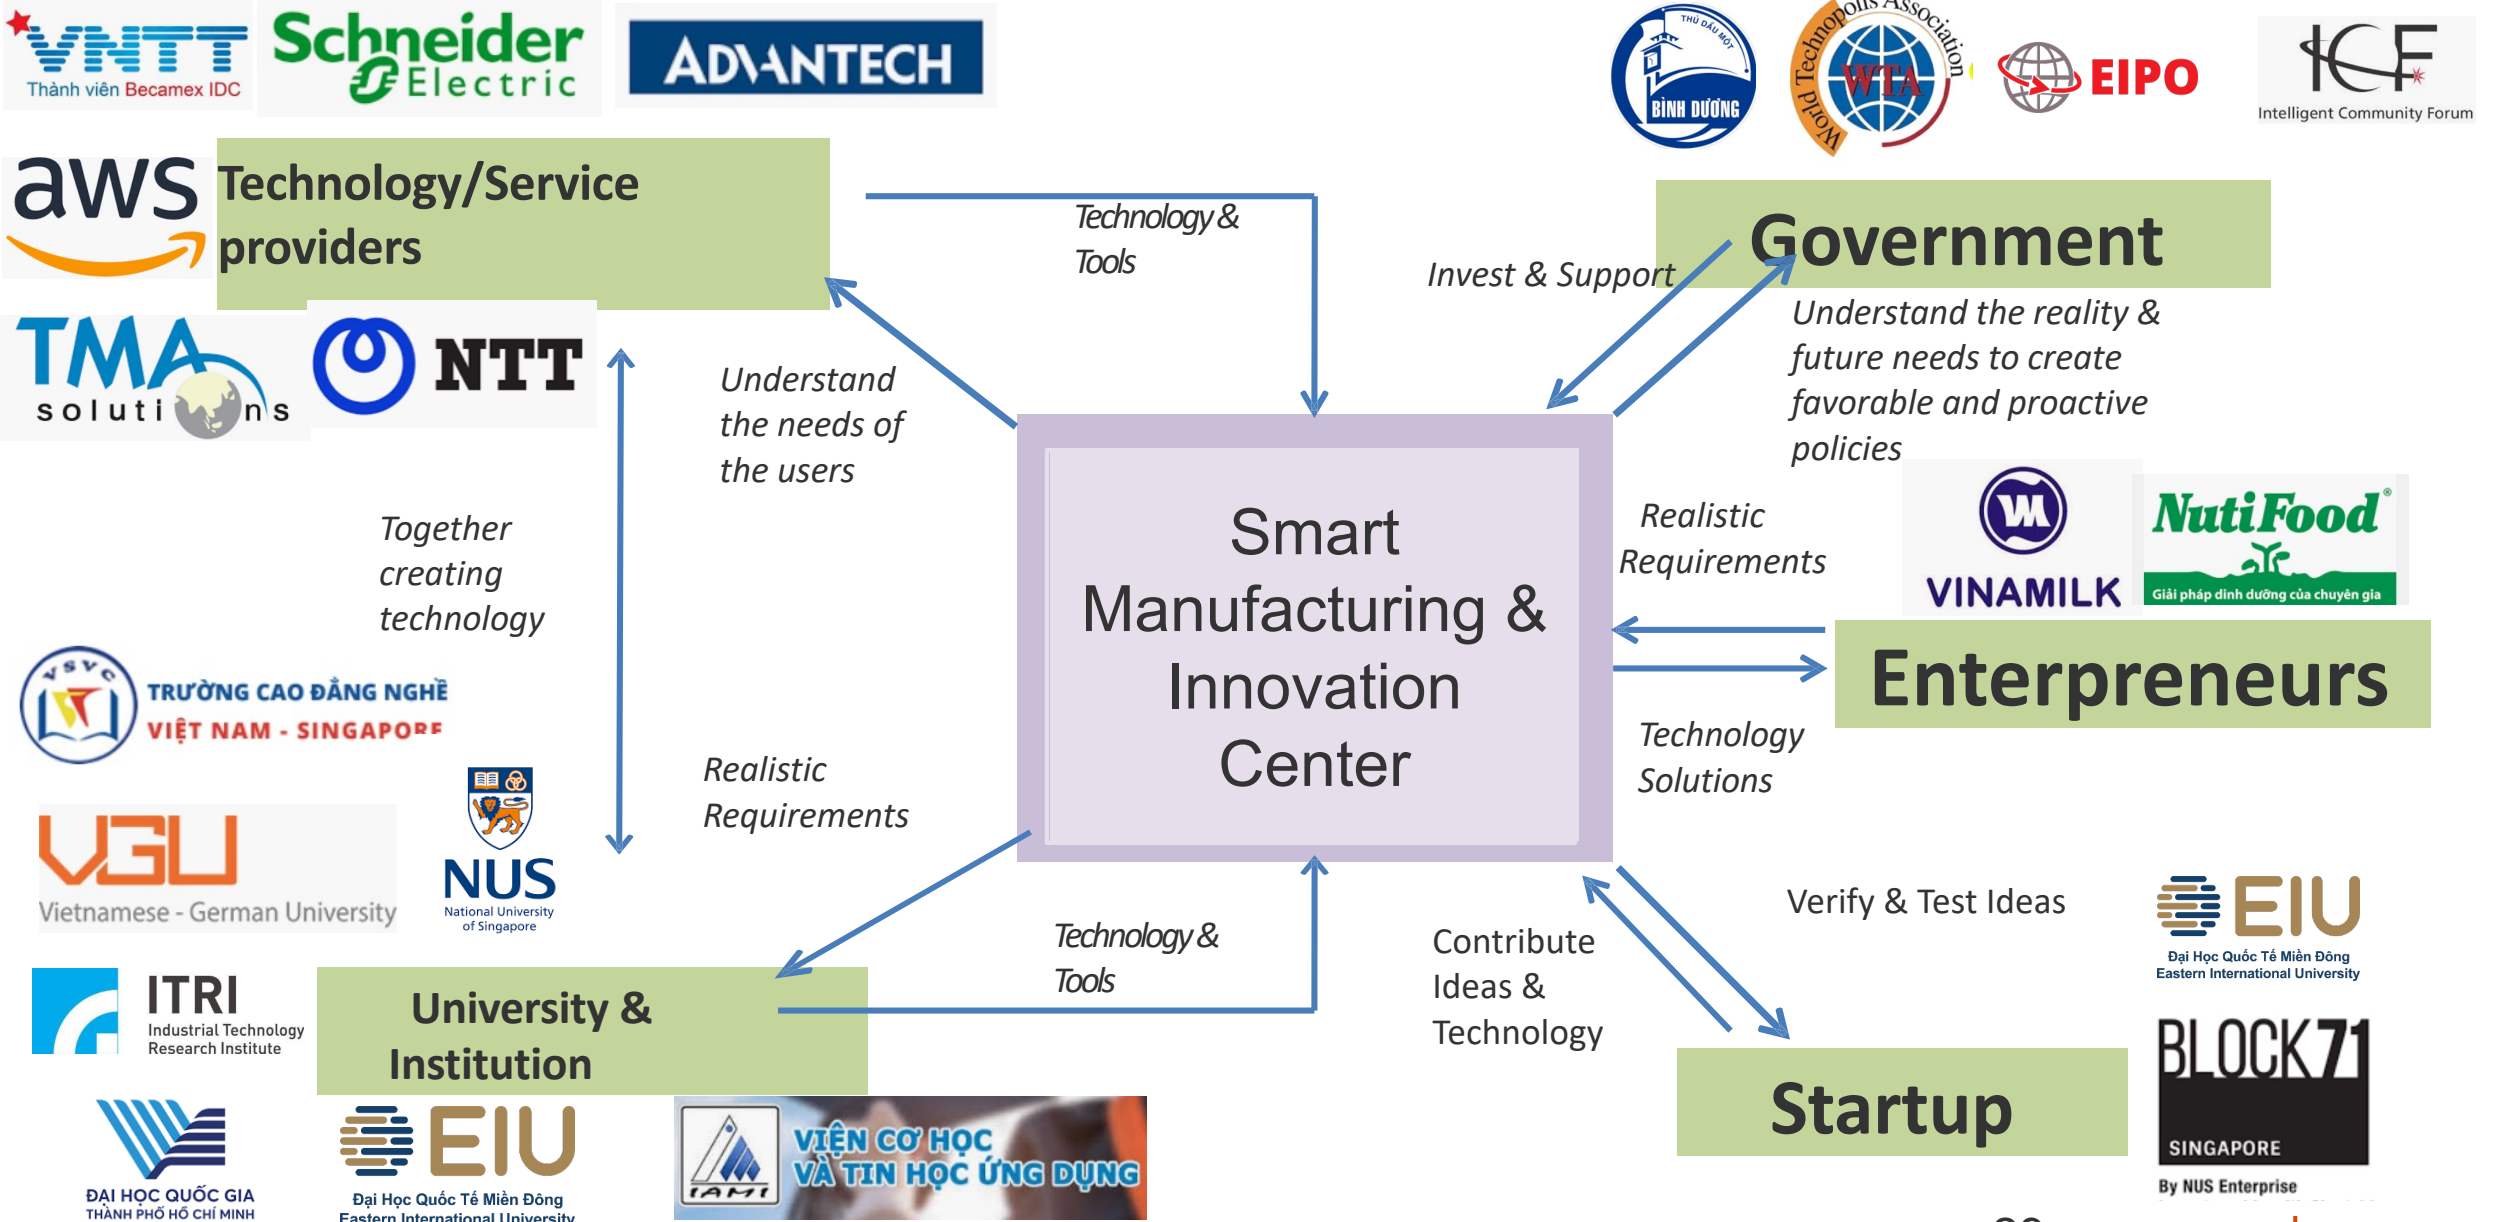 VNTT
Thành viên Becamex IDC
Schneider
Electric
ADVANTECH
THỦ DẦU MỘT
BÌNH DƯƠNG
World Technopolis Association
WTA
EIPO
ICF
Intelligent Community Forum
aws
Technology/Service
providers
Technology &
Tools
Government
Invest & Support
Understand the reality &
future needs to create
favorable and proactive
policies
TMA
solutions
NTT
Understand
the needs of
the users
Together
creating
technology
Smart
Manufacturing &
Innovation
Center
Realistic
Requirements
VM
VINAMILK
NutiFood®
Giải pháp dinh dưỡng của chuyên gia
Enterpreneurs
Technology
Solutions
VSVC
TRƯỜNG CAO ĐẲNG NGHỀ
VIỆT NAM - SINGAPORE
Realistic
Requirements
VGU
Vietnamese - German University
NUS
National University
of Singapore
Verify & Test Ideas
Contribute
Ideas &
Technology
EIU
Đại Học Quốc Tế Miền Đông
Eastern International University
Technology &
Tools
ITRI
Industrial Technology
Research Institute
University &
Institution
Startup
BLOCK71
SINGAPORE
By NUS Enterprise
ĐẠI HỌC QUỐC GIA
THÀNH PHỐ HỒ CHÍ MINH
EIU
Đại Học Quốc Tế Miền Đông
Eastern International University
IAMI
VIỆN CƠ HỌC
VÀ TIN HỌC ỨNG DỤNG